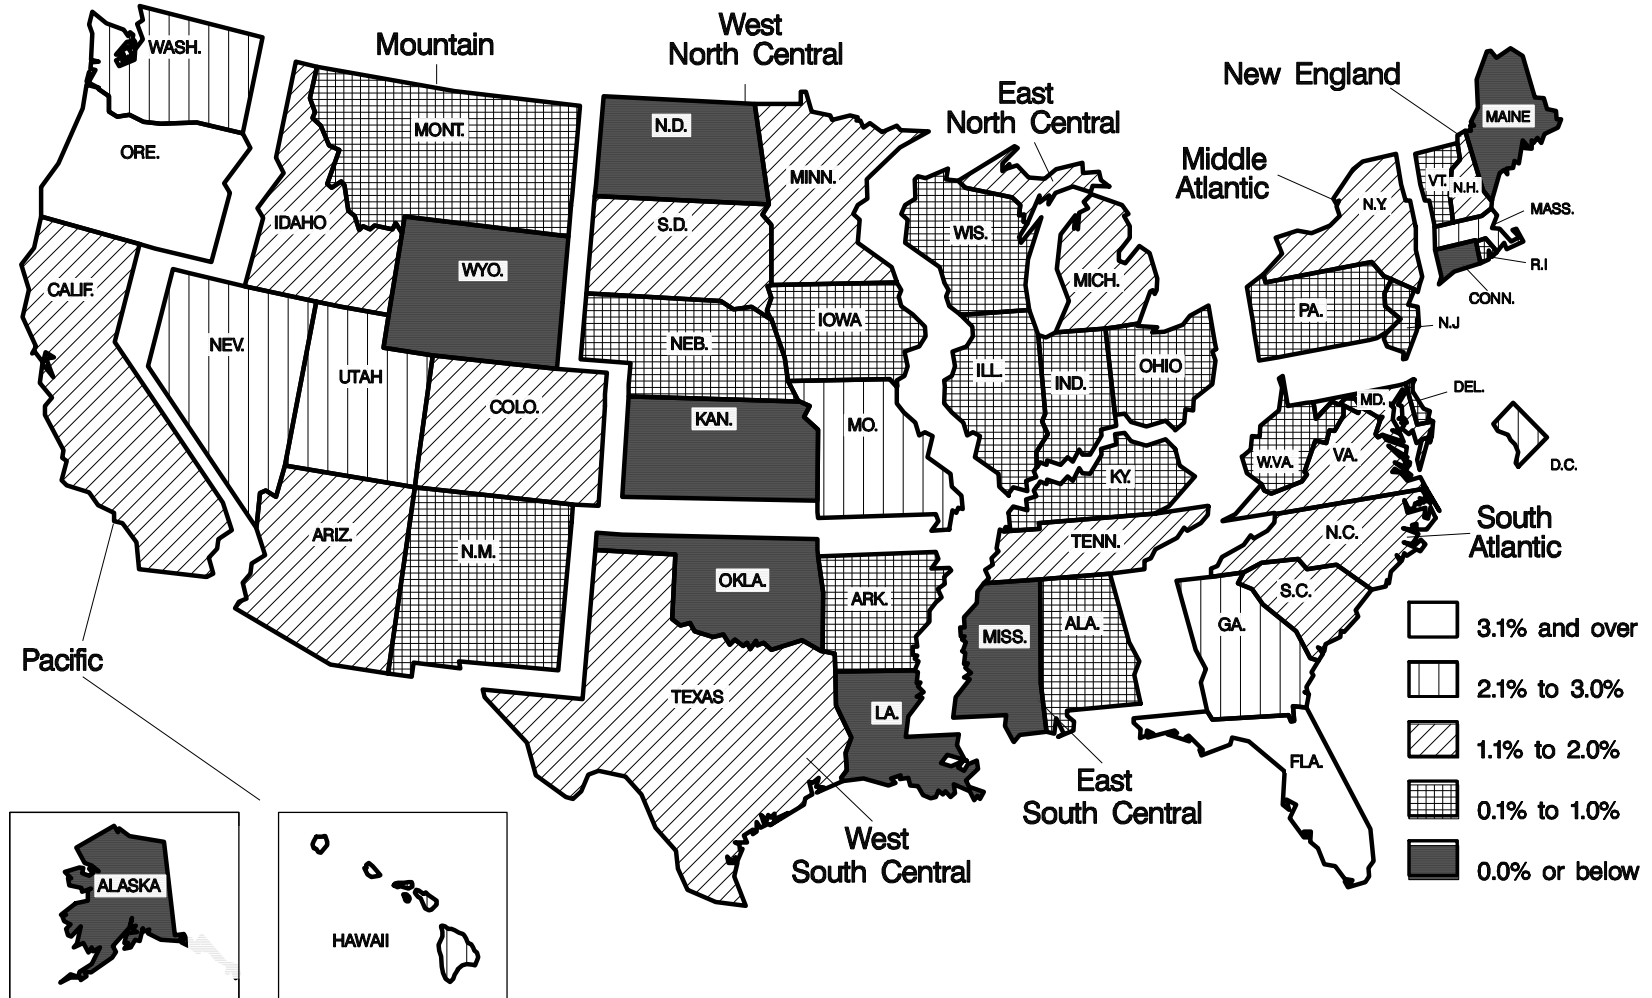 West
North Central
Mountain
WASH.
New England
East
North Central
MAINE
N.D.
MONT.
ORE.
Middle
Atlantic
MINN.
VT.
N.H.
N.Y.
MASS.
IDAHO
S.D.
WIS.
R.I
WYO.
MICH.
CALIF.
CONN.
PA.
IOWA
N.J
NEV.
NEB.
OHIO
ILL.
IND.
UTAH
DEL.
MD.
COLO.
KAN.
MO.
VA.
W.VA.
D.C.
KY.
South
Atlantic
ARIZ.
N.C.
TENN.
N.M.
OKLA.
S.C.
ARK.
GA.
ALA.
MISS.
3.1% and over
Pacific
2.1% to 3.0%
TEXAS
LA.
1.1% to 2.0%
FLA.
East
South Central
0.1% to 1.0%
West
South Central
0.0% or below
ALASKA
HAWAII